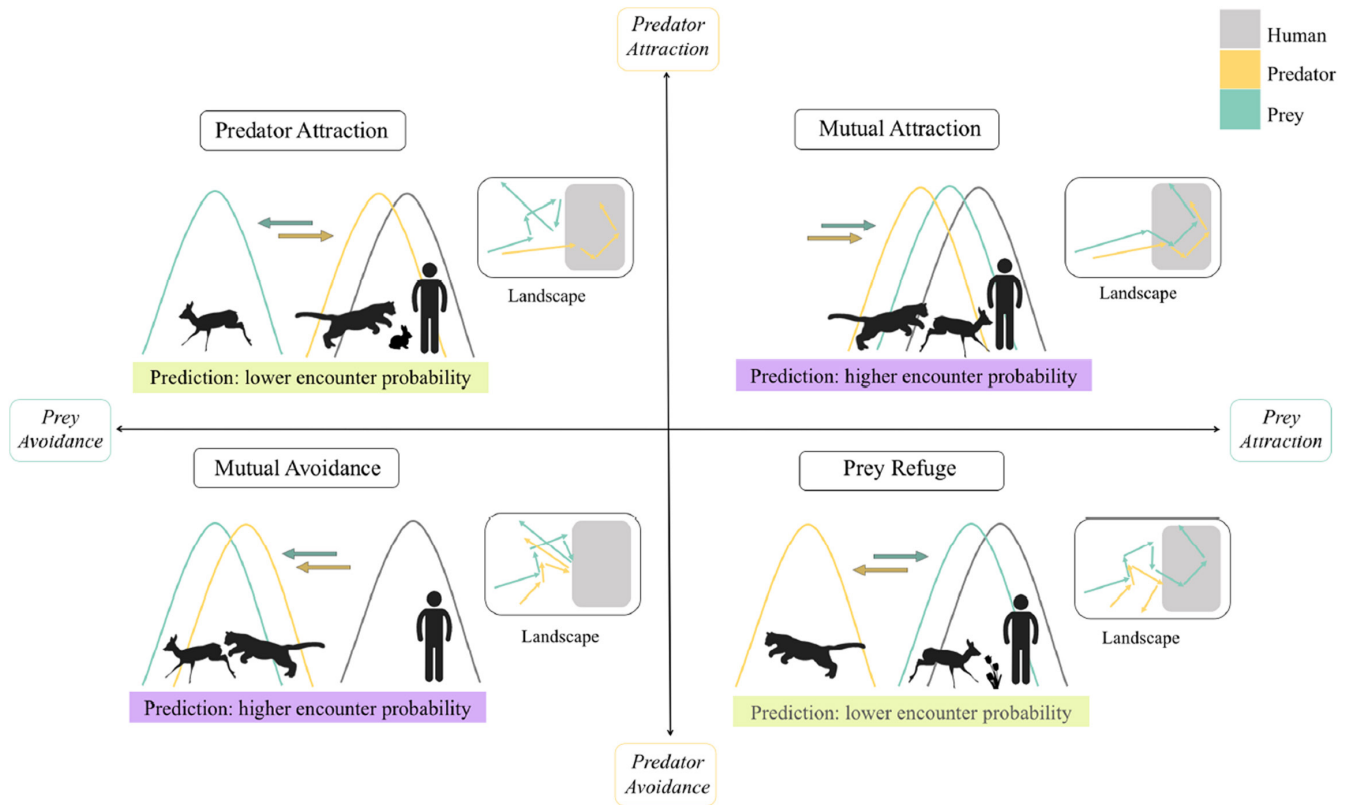 Predator
Attraction
Human
Predator
Prey
Predator Attraction
Mutual Attraction
Landscape
Landscape
Prediction: lower encounter probability
Prediction: higher encounter probability
Prey
Avoidance
Prey
Attraction
Mutual Avoidance
Prey Refuge
Landscape
Landscape
Prediction: higher encounter probability
Prediction: lower encounter probability
Predator
Avoidance